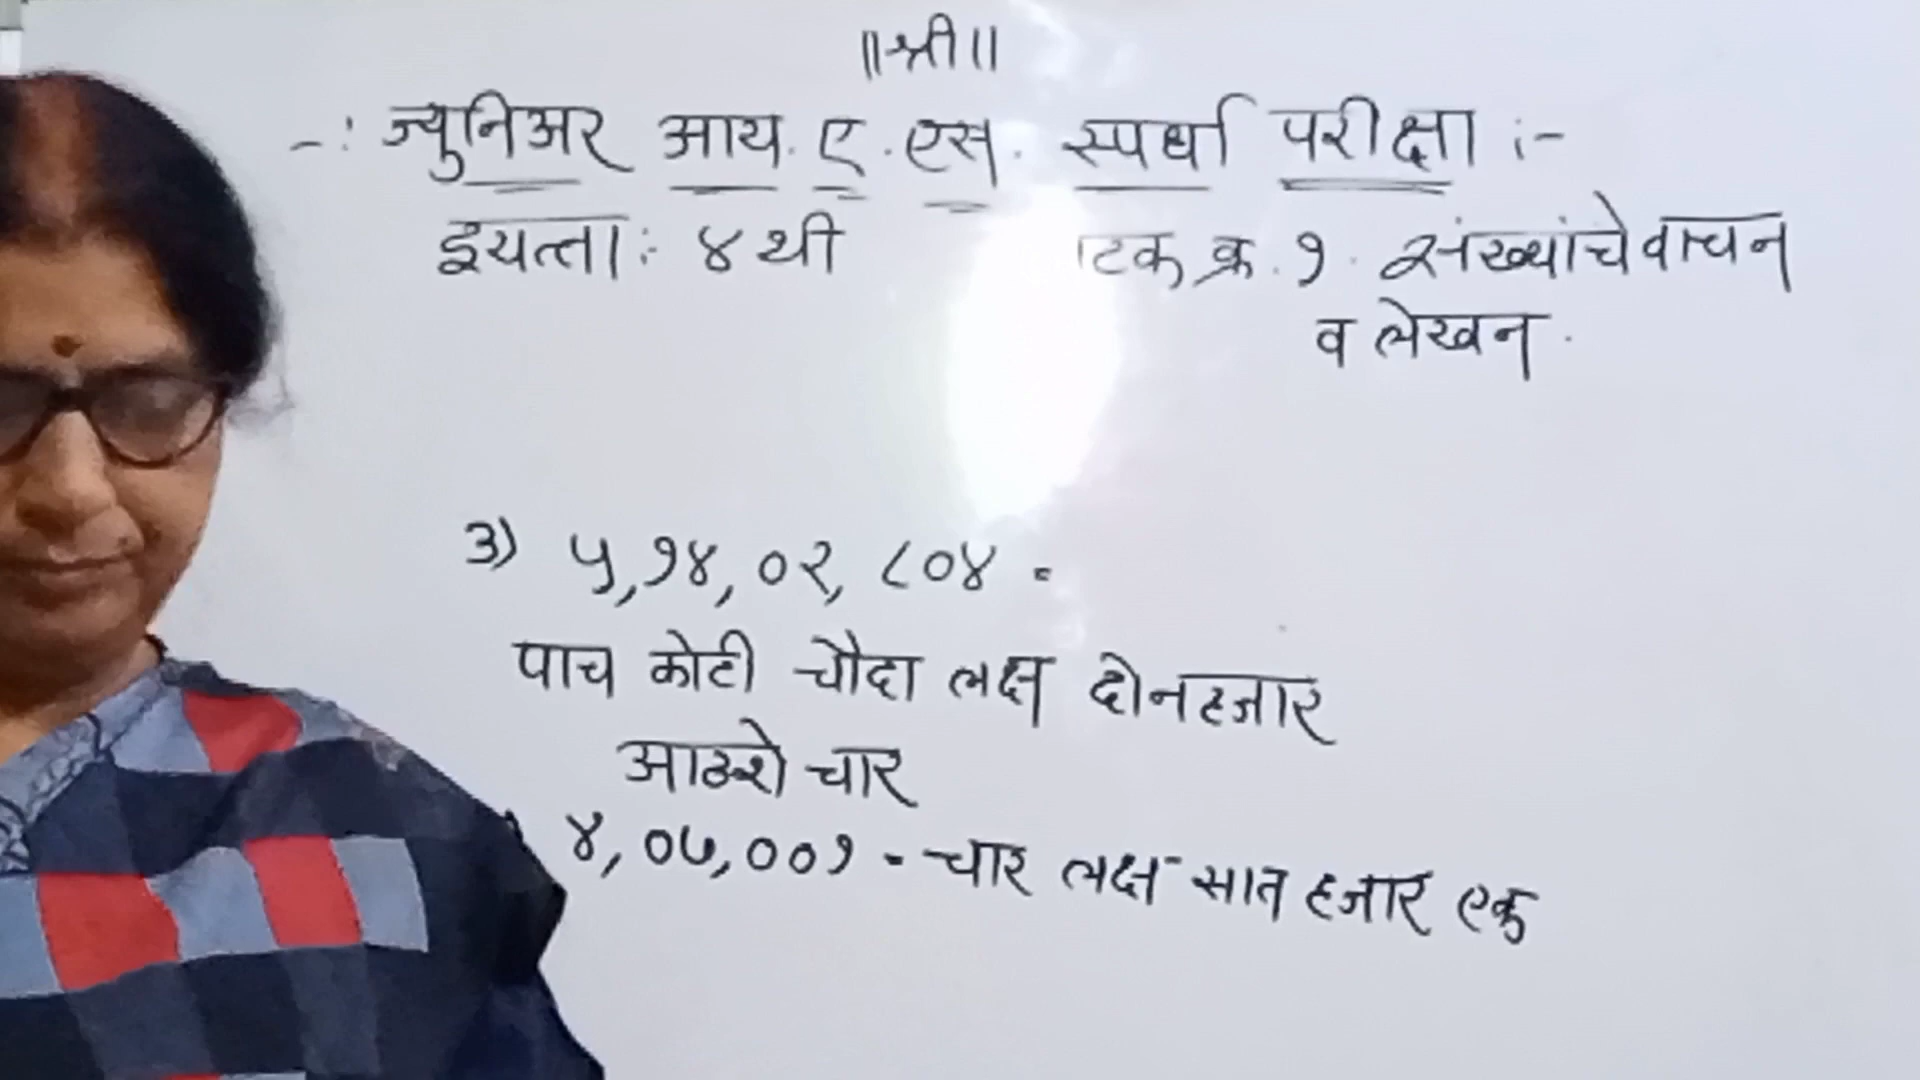 ॥श्री॥
-: ज्युनिअर आय. ए. एस. स्पर्धा परीक्षा :-
इयत्ता :- ४थी
टक क्र. १. संख्यांचे वाचन
व लेखन.
3) ५,१४,०२,८०४ -
पाच कोटी चौदा लक्ष दोनहजार
आठशे चार
४,०७,००१ - चार लक्ष सात हजार एक